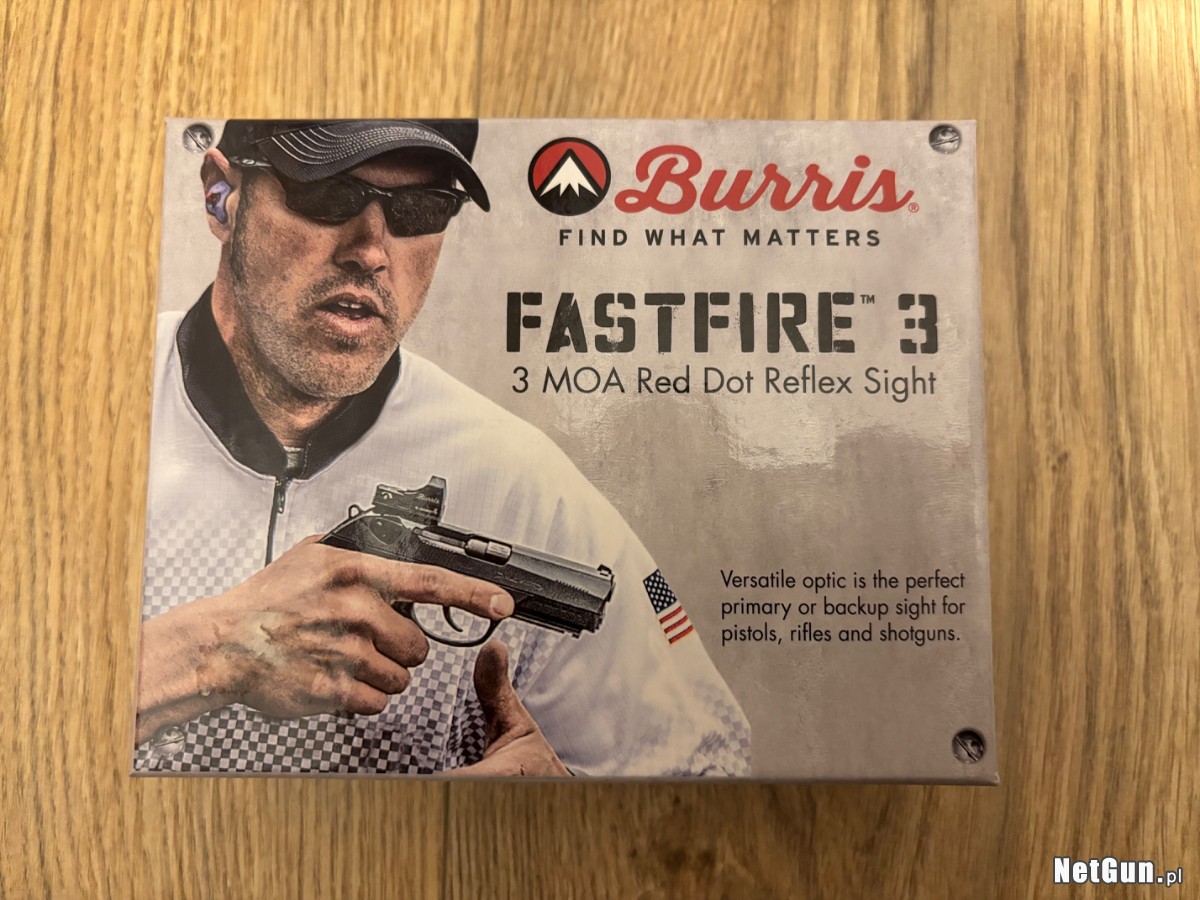 Burris®
FIND WHAT MATTERS
FASTFIRE™ 3
3 MOA Red Dot Reflex Sight
Burris
Versatile optic is the perfect
primary or backup sight for
pistols, rifles and shotguns.
NetGun.pl